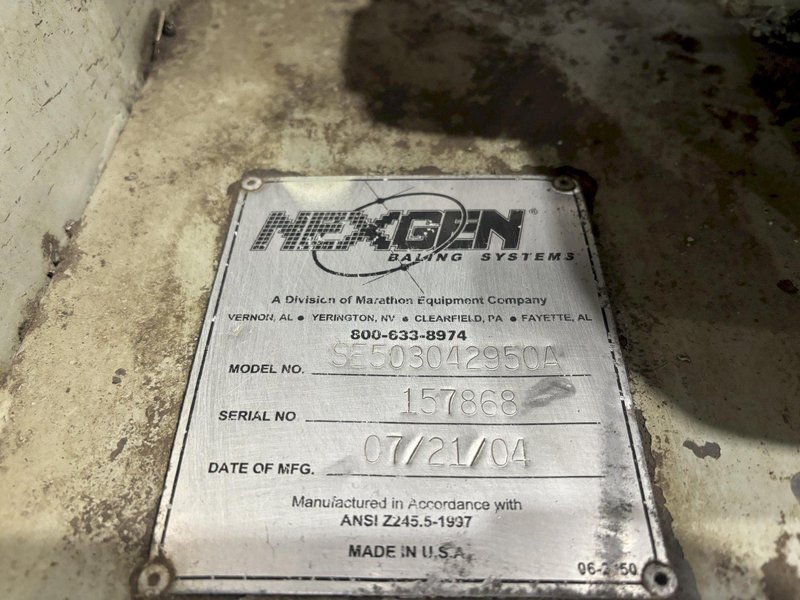 NEXGEN®
BALING SYSTEMS
A Division of Marathon Equipment Company
VERNON, AL ● YERINGTON, NV ● CLEARFIELD, PA ● FAYETTE, AL
800-633-8974
MODEL NO. SE503042950A
SERIAL NO 157868
DATE OF MFG. 07/21/04
Manufactured in Accordance with
ANSI Z245.5-1997
MADE IN U.S.A.